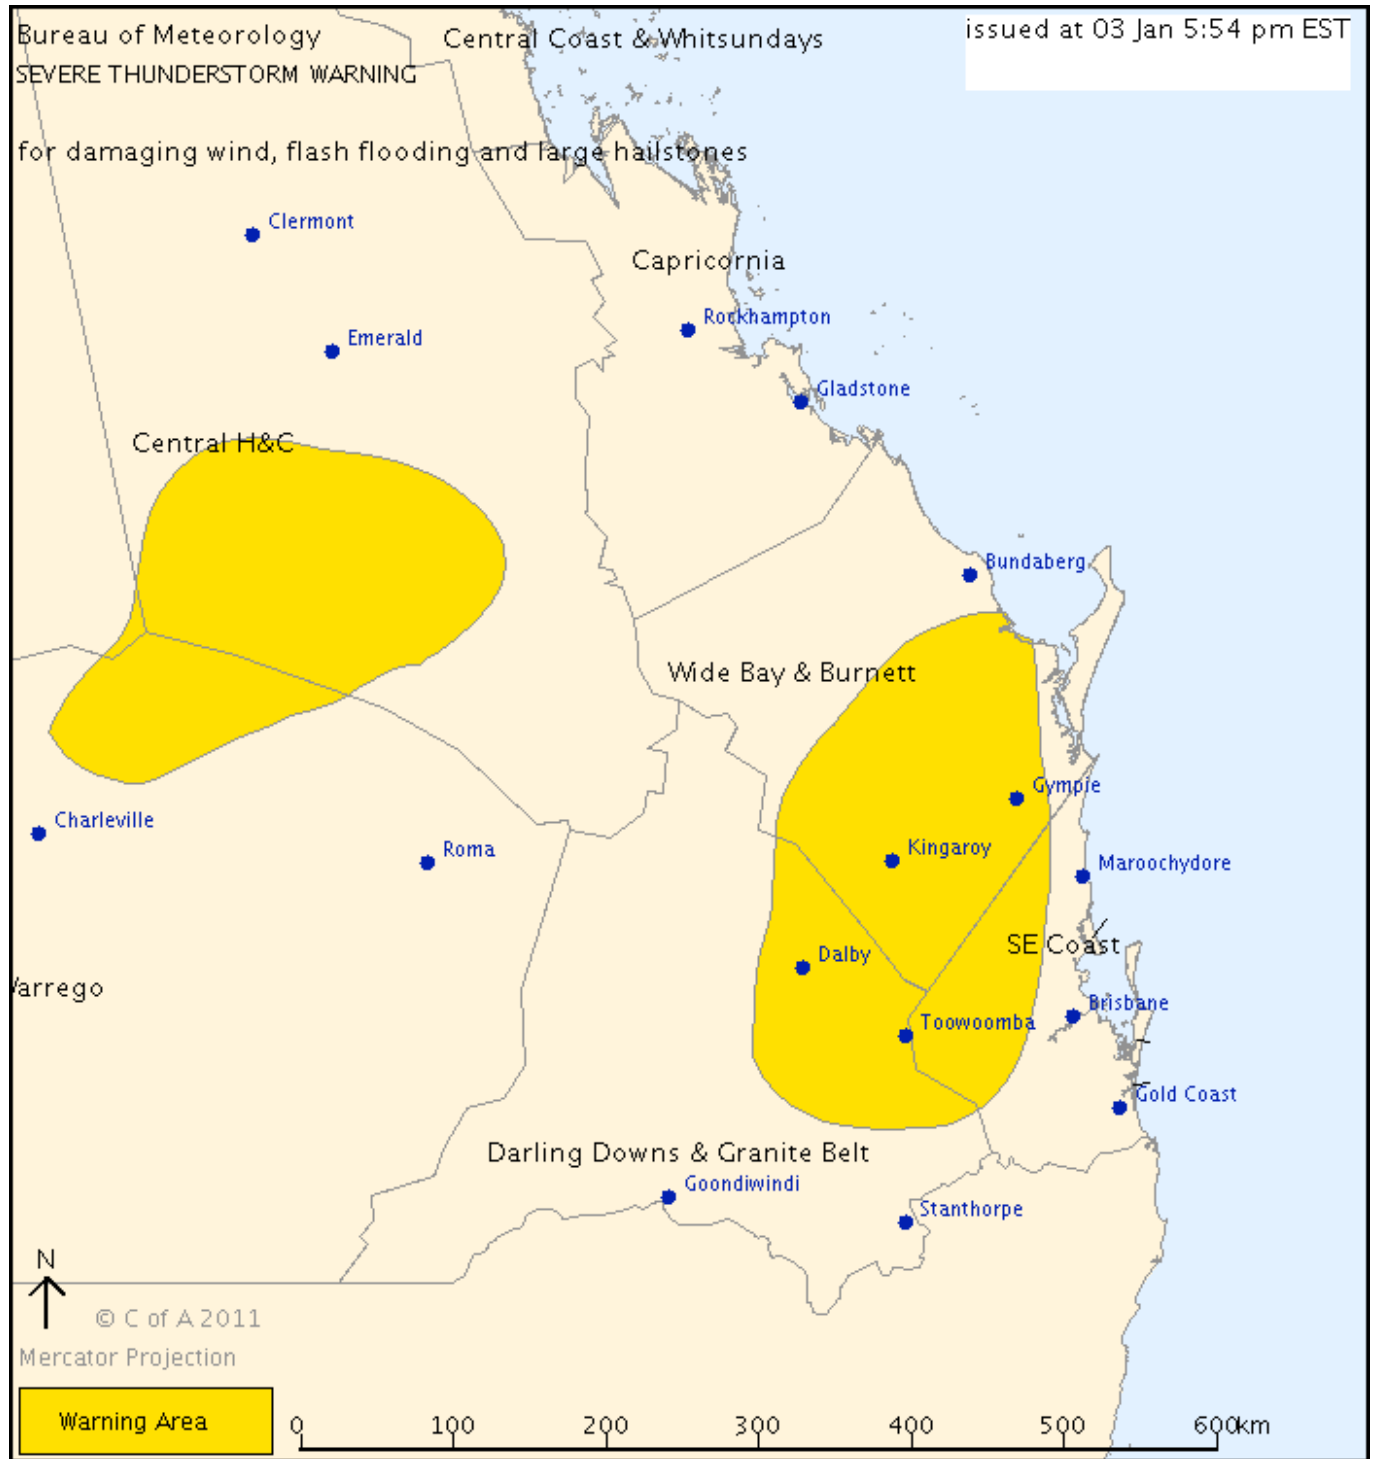 Bureau of Meteorology
Central Coast & Whitsundays
issued at 03 Jan 5:54 pm EST
SEVERE THUNDERSTORM WARNING
for damaging wind, flash flooding and large hailstones
Clermont
Capricornia
Rockhampton
Emerald
Gladstone
Central H&C
Bundaberg
Wide Bay & Burnett
Gympie
Charleville
Roma
Kingaroy
Maroochydore
SE Coast
Dalby
arrego
Brisbane
Toowoomba
Gold Coast
Darling Downs & Granite Belt
Goondiwindi
Stanthorpe
N
© C of A 2011
Mercator Projection
Warning Area
0 100 200 300 400 500 600km